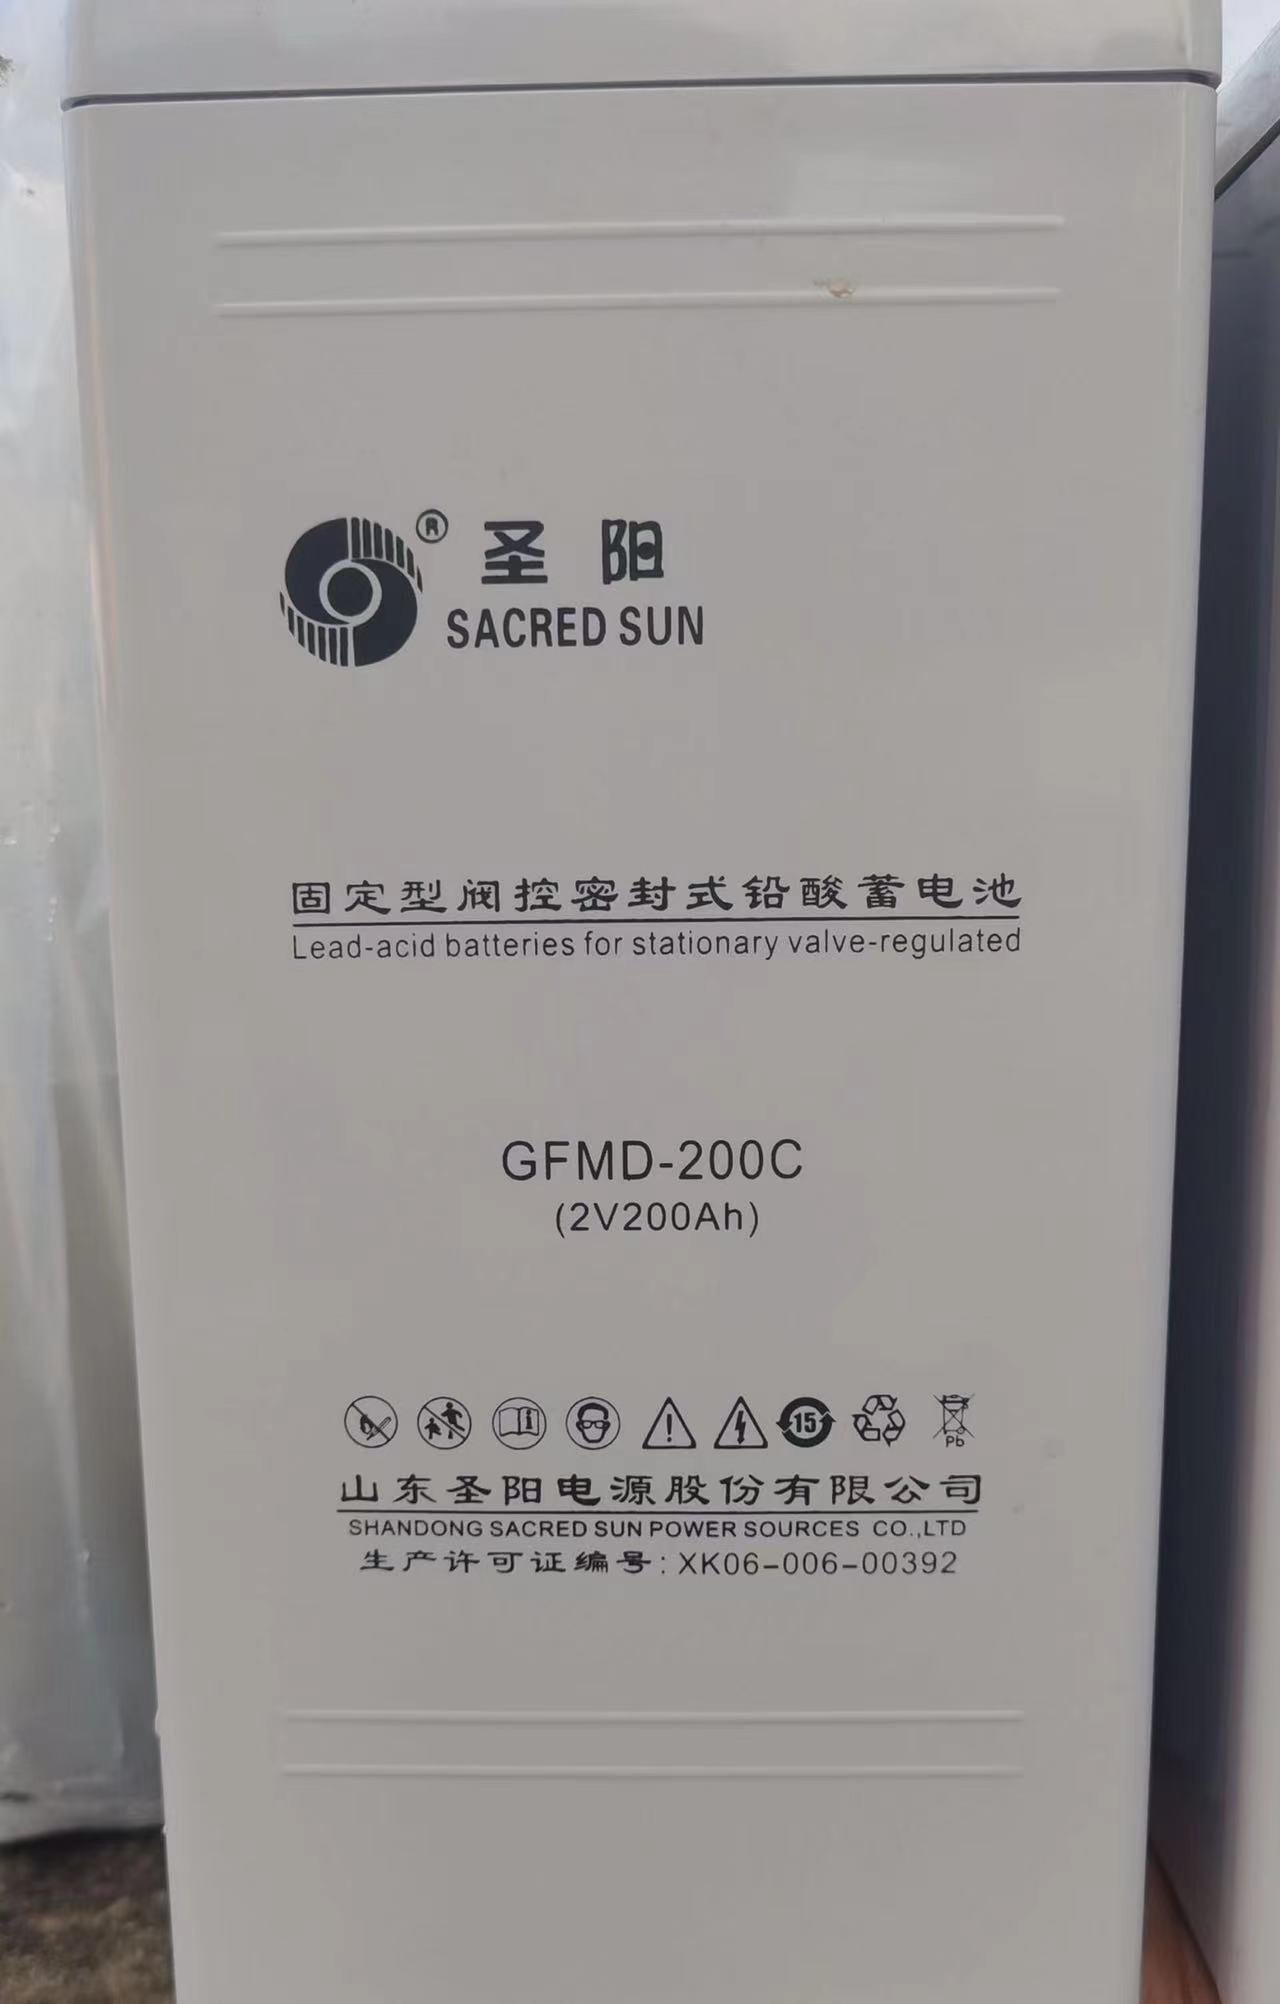 ® 圣阳
SACRED SUN
固定型阀控密封式铅酸蓄电池
Lead-acid batteries for stationary valve-regulated
GFMD-200C
(2V200Ah)
15
Pb
山东圣阳电源股份有限公司
SHANDONG SACRED SUN POWER SOURCES CO.,LTD
生产许可证编号: XK06-006-00392